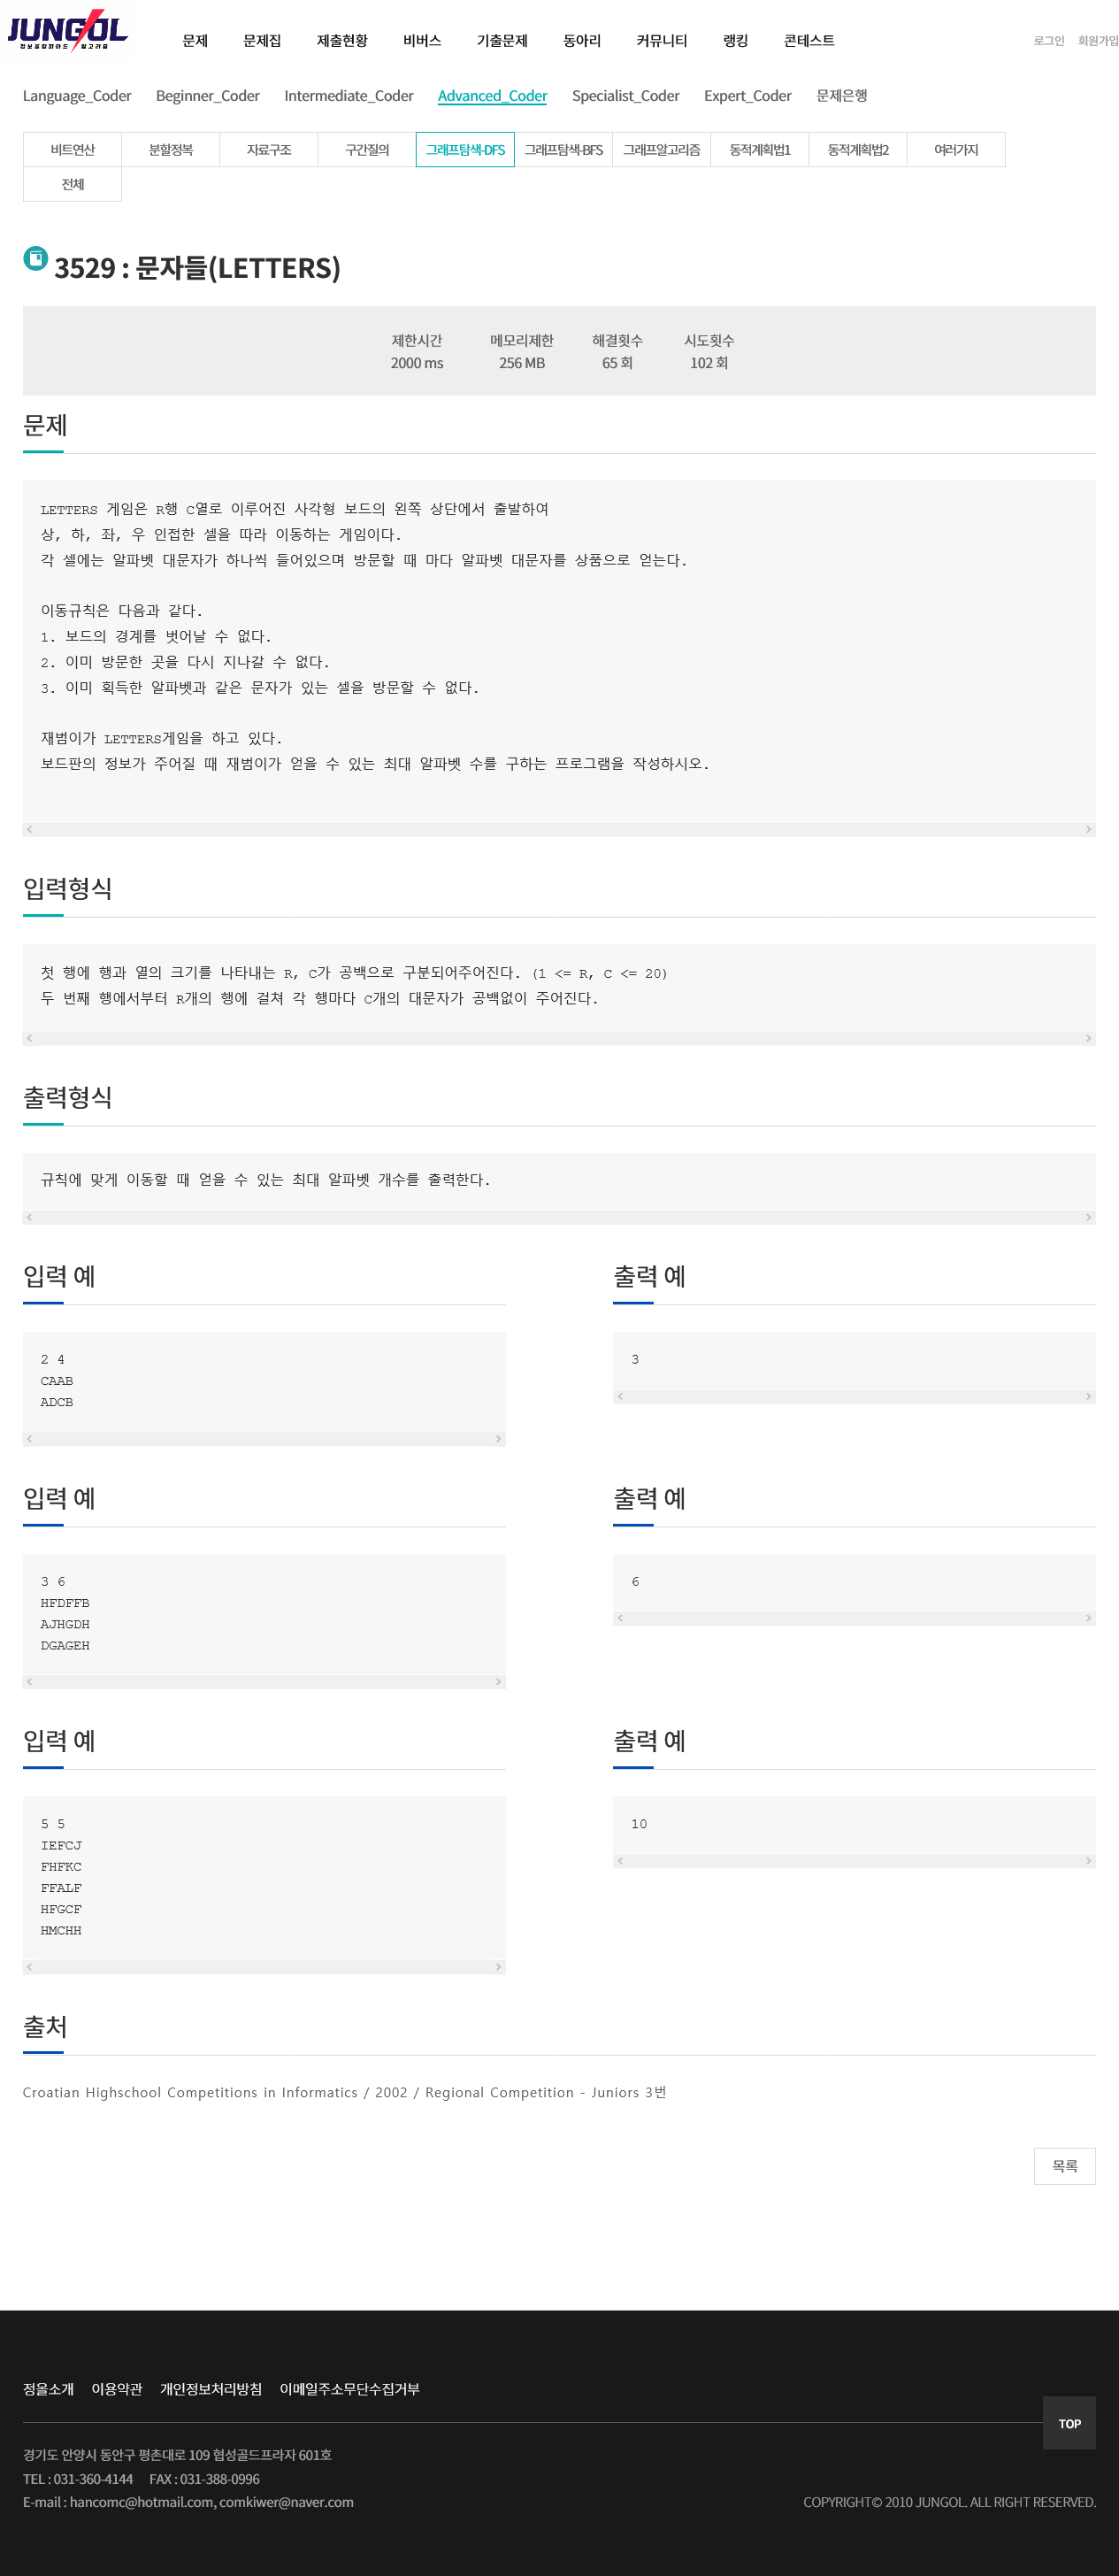 JUNGOL
정보올림피아드 알고리즘
문제 문제집 제출현황 비버스 기출문제 동아리 커뮤니티 랭킹 콘테스트 로그인 회원가입
Language_Coder Beginner_Coder Intermediate_Coder Advanced_Coder Specialist_Coder Expert_Coder 문제은행
비트연산 분할정복 자료구조 구간질의 그래프탐색-DFS 그래프탐색-BFS 그래프알고리즘 동적계획법1 동적계획법2 여러가지
전체
3529 : 문자들(LETTERS)
제한시간 메모리제한 해결횟수 시도횟수
2000 ms 256 MB 65 회 102 회
문제
LETTERS 게임은 R행 C열로 이루어진 사각형 보드의 왼쪽 상단에서 출발하여
상, 하, 좌, 우 인접한 셀을 따라 이동하는 게임이다.
각 셀에는 알파벳 대문자가 하나씩 들어있으며 방문할 때 마다 알파벳 대문자를 상품으로 얻는다.
이동규칙은 다음과 같다.
1. 보드의 경계를 벗어날 수 없다.
2. 이미 방문한 곳을 다시 지나갈 수 없다.
3. 이미 획득한 알파벳과 같은 문자가 있는 셀을 방문할 수 없다.
재범이가 LETTERS게임을 하고 있다.
보드판의 정보가 주어질 때 재범이가 얻을 수 있는 최대 알파벳 수를 구하는 프로그램을 작성하시오.
입력형식
첫 행에 행과 열의 크기를 나타내는 R, C가 공백으로 구분되어주어진다. (1 <= R, C <= 20)
두 번째 행에서부터 R개의 행에 걸쳐 각 행마다 C개의 대문자가 공백없이 주어진다.
출력형식
규칙에 맞게 이동할 때 얻을 수 있는 최대 알파벳 개수를 출력한다.
입력 예 출력 예
2 4 3
CAAB
ADCB
입력 예 출력 예
3 6 6
HFDFFB
AJHGDH
DGAGEH
입력 예 출력 예
5 5 10
IEFCJ
FHFKC
FFALF
HFGCF
HMCHH
출처
Croatian Highschool Competitions in Informatics / 2002 / Regional Competition - Juniors 3번
목록
정올소개 이용약관 개인정보처리방침 이메일주소무단수집거부
TOP
경기도 안양시 동안구 평촌대로 109 협성골드프라자 601호
TEL : 031-360-4144 FAX : 031-388-0996
E-mail : hancomc@hotmail.com, comkiwer@naver.com COPYRIGHT© 2010 JUNGOL. ALL RIGHT RESERVED.